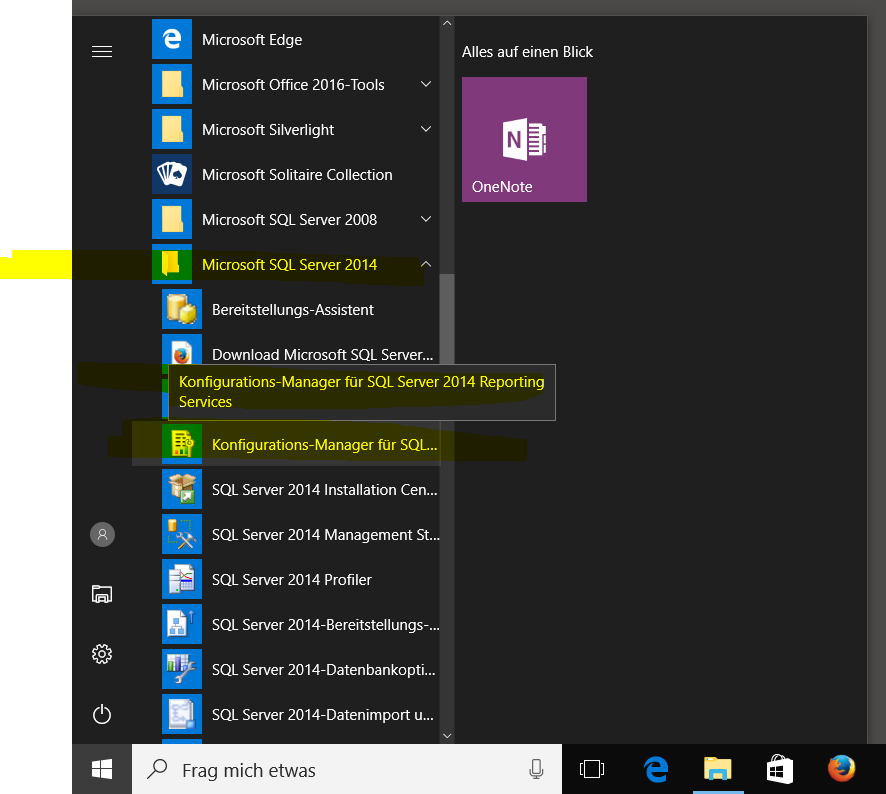 Microsoft Edge
Alles auf einen Blick
Microsoft Office 2016-Tools
Microsoft Silverlight
Microsoft Solitaire Collection
OneNote
Microsoft SQL Server 2008
Microsoft SQL Server 2014
Bereitstellungs-Assistent
Download Microsoft SQL Server...
Konfigurations-Manager für SQL Server 2014 Reporting
Services
Konfigurations-Manager für SQL...
SQL Server 2014 Installation Cen...
SQL Server 2014 Management St...
SQL Server 2014 Profiler
SQL Server 2014-Bereitstellungs-...
SQL Server 2014-Datenbankopti...
SQL Server 2014-Datenimport u...
Frag mich etwas